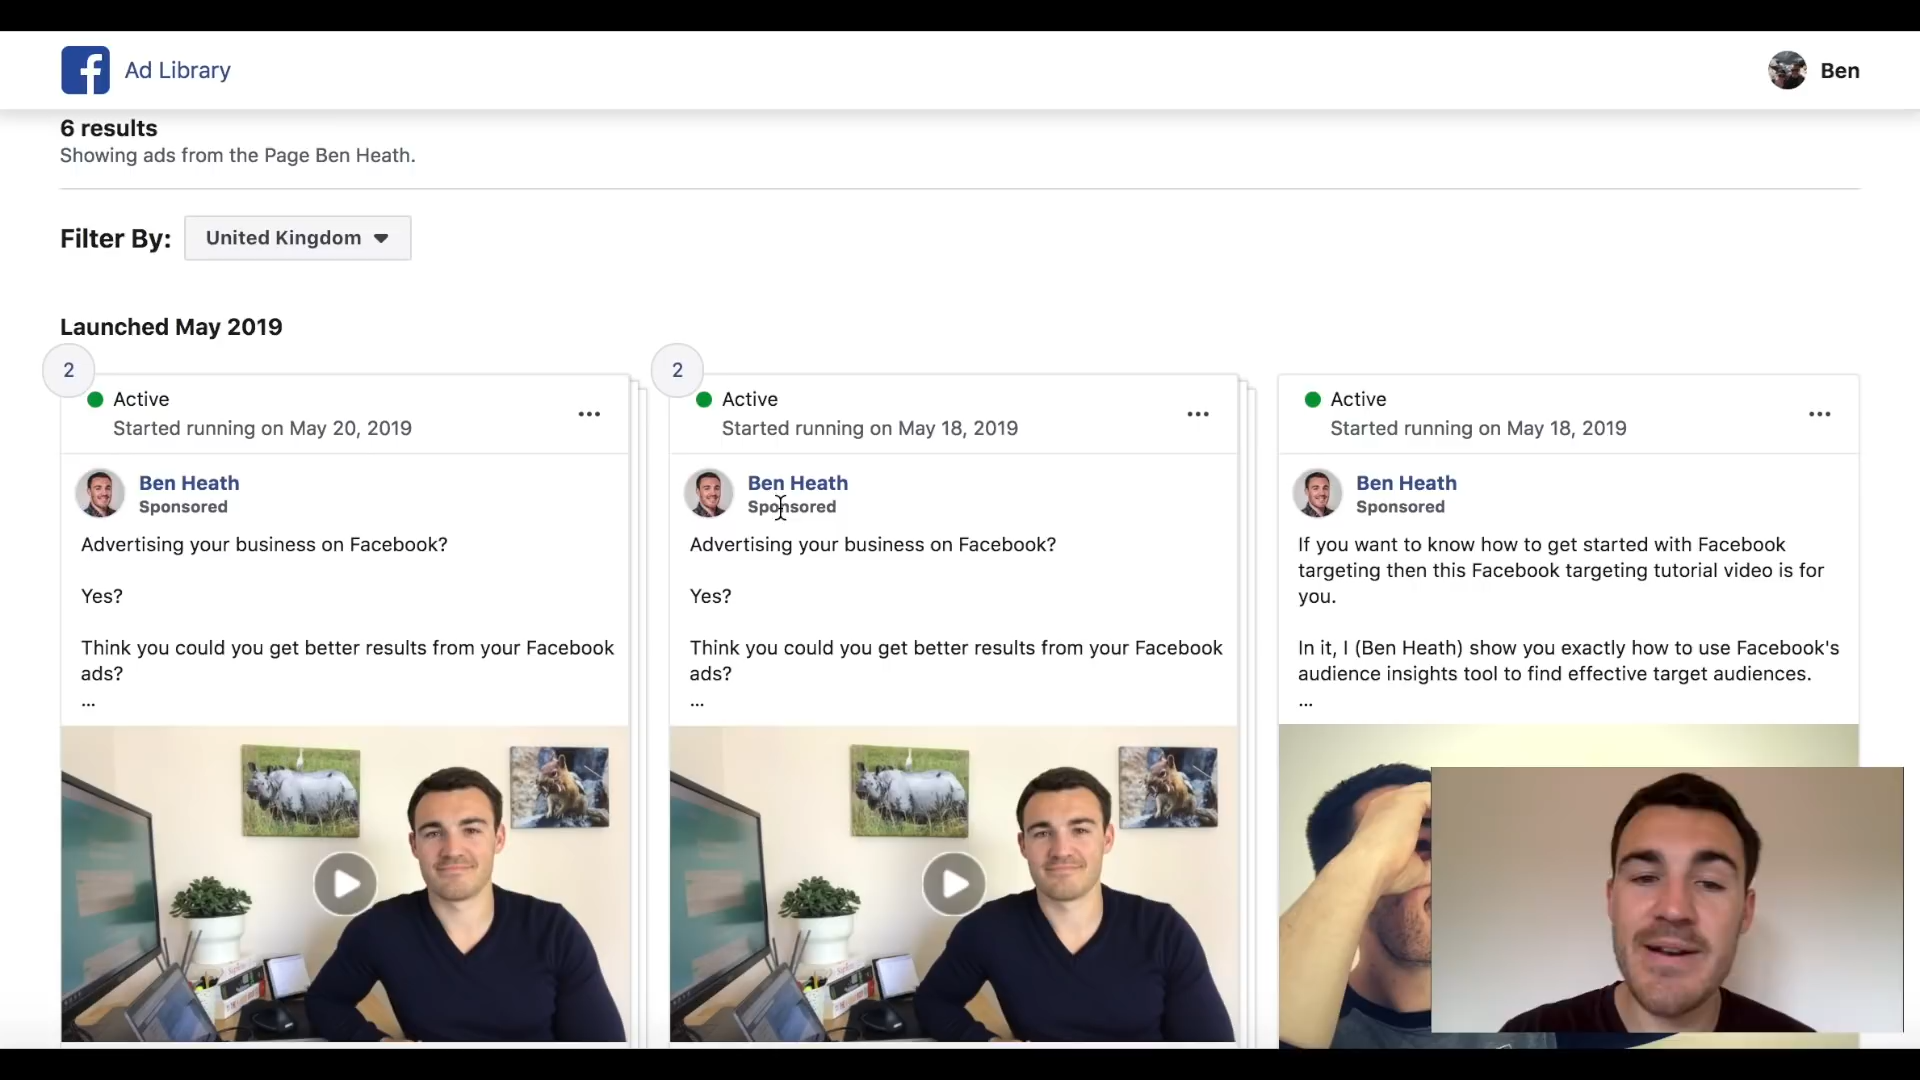 Ad Library
Ben
6 results
Showing ads from the Page Ben Heath.
Filter By:
United Kingdom
Launched May 2019
2
Active
Started running on May 20, 2019
Ben Heath
Sponsored
Advertising your business on Facebook?
Yes?
Think you could you get better results from your Facebook
ads?
...
2
Active
Started running on May 18, 2019
Ben Heath
Sponsored
Advertising your business on Facebook?
Yes?
Think you could you get better results from your Facebook
ads?
...
Active
Started running on May 18, 2019
Ben Heath
Sponsored
If you want to know how to get started with Facebook
targeting then this Facebook targeting tutorial video is for
you.
In it, I (Ben Heath) show you exactly how to use Facebook's
audience insights tool to find effective target audiences.
...